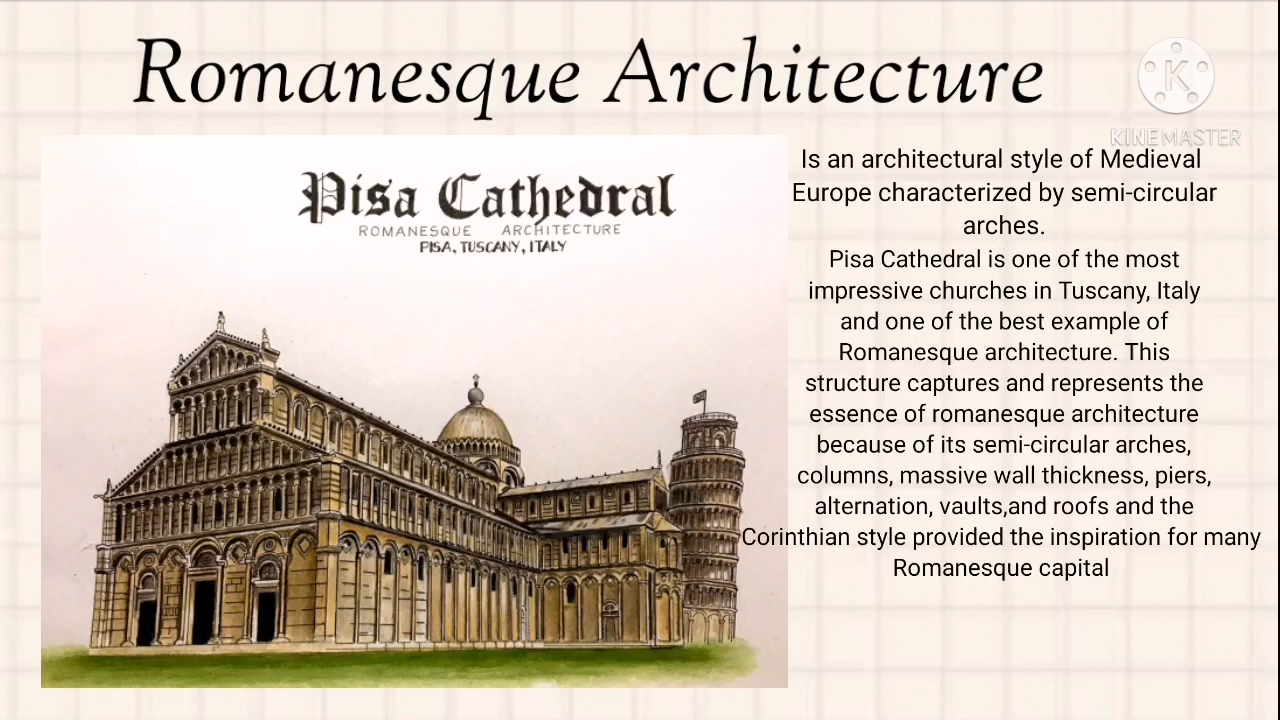 Romanesque Architecture
K
KINEMASTER
Pisa Cathedral
ROMANESQUE ARCHITECTURE
PISA, TUSCANY, ITALY
Is an architectural style of Medieval
Europe characterized by semi-circular
arches.
Pisa Cathedral is one of the most
impressive churches in Tuscany, Italy
and one of the best example of
Romanesque architecture. This
structure captures and represents the
essence of romanesque architecture
because of its semi-circular arches,
columns, massive wall thickness, piers,
alternation, vaults,and roofs and the
Corinthian style provided the inspiration for many
Romanesque capital